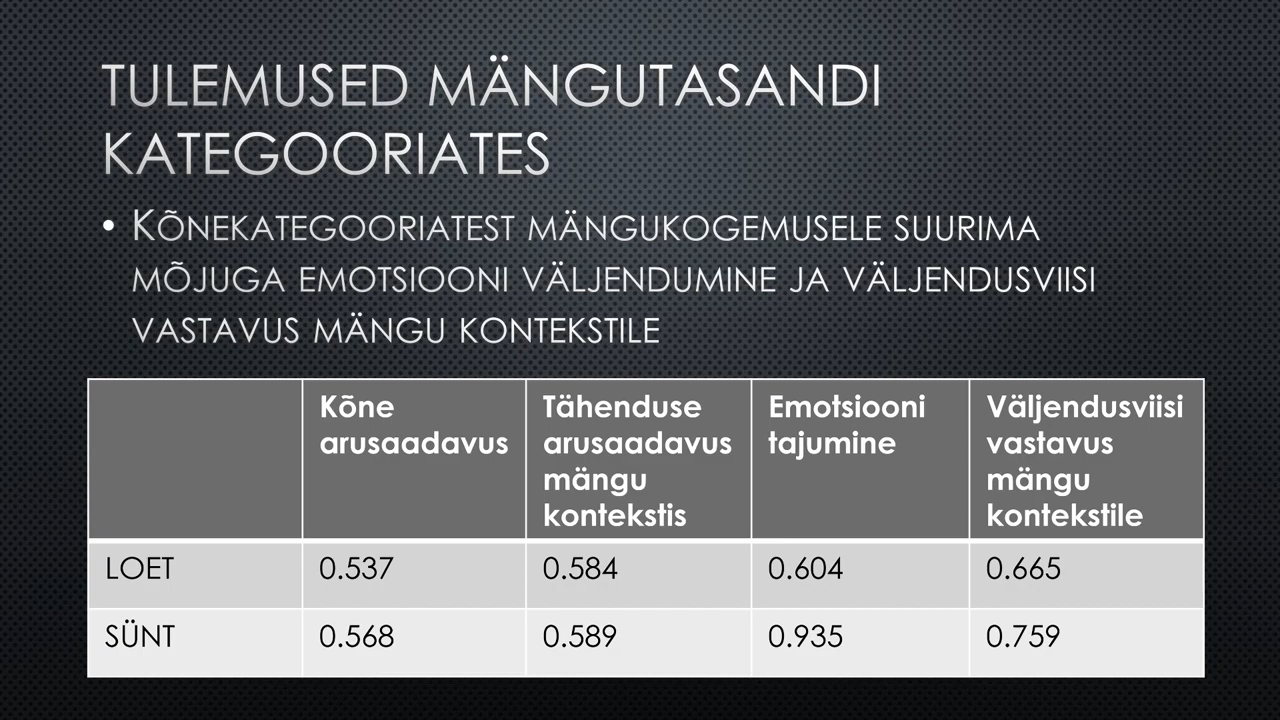 TULEMUSED MÄNGUTASANDI
KATEGOORIATES
• KÕNEKATEGOORIATEST MÄNGUKOGEMUSELE SUURIMA
MÕJUGA EMOTSIOONI VÄLJENDUMINE JA VÄLJENDUSVIISI
VASTAVUS MÄNGU KONTEKSTILE
Kõne
arusaadavus
Tähenduse
arusaadavus
mängu
kontekstis
Emotsiooni
tajumine
Väljendusviisi
vastavus
mängu
kontekstile
LOET 0.537 0.584 0.604 0.665
SÜNT 0.568 0.589 0.935 0.759